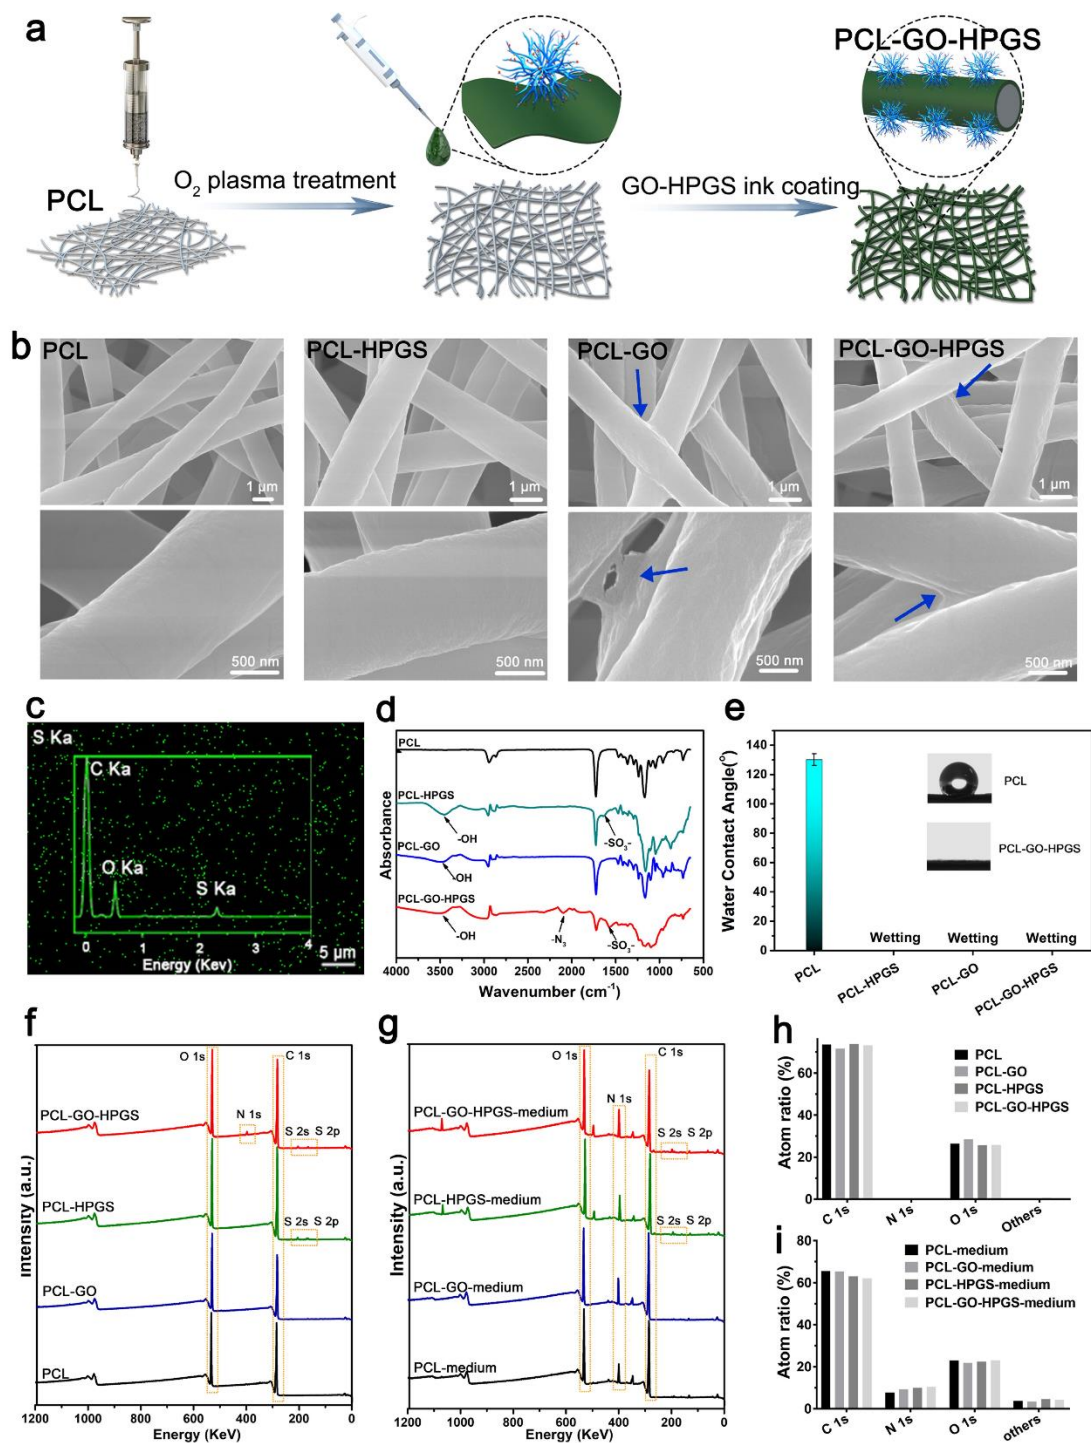 a
PCL
O₂ plasma treatment
GO-HPGS ink coating
PCL-GO-HPGS
b
PCL
PCL-HPGS
PCL-GO
PCL-GO-HPGS
1 μm
1 μm
1 μm
1 μm
500 nm
500 nm
500 nm
500 nm
c
S Ka
C Ka
O Ka
S Ka
0 1 2 3 4
Energy (Kev)
5 μm
d
Absorbance
PCL
PCL-HPGS
-OH
-SO₃⁻
PCL-GO
-OH
PCL-GO-HPGS
-OH
-N₃
-SO₃⁻
4000 3500 3000 2500 2000 1500 1000 500
Wavenumber (cm⁻¹)
e
Water Contact Angle(°)
140
130
120
110
100
90
80
70
60
50
40
30
20
10
0
PCL
PCL-GO-HPGS
Wetting Wetting Wetting
PCL
PCL-HPGS
PCL-GO
PCL-GO-HPGS
f
Intensity (a.u.)
O 1s
C 1s
N 1s
PCL-GO-HPGS
S 2s S 2p
PCL-HPGS
S 2s S 2p
PCL-GO
PCL
1200 1000 800 600 400 200 0
Energy (KeV)
g
Intensity (a.u.)
O 1s
C 1s
N 1s
PCL-GO-HPGS-medium
S 2s S 2p
PCL-HPGS-medium
S 2s S 2p
PCL-GO-medium
PCL-medium
1200 1000 800 600 400 200 0
Energy (KeV)
h
Atom ratio (%)
60
40
20
0
PCL
PCL-GO
PCL-HPGS
PCL-GO-HPGS
C 1s
N 1s
O 1s
Others
i
Atom ratio (%)
80
60
40
20
0
PCL-medium
PCL-GO-medium
PCL-HPGS-medium
PCL-GO-HPGS-medium
C 1s
N 1s
O 1s
others